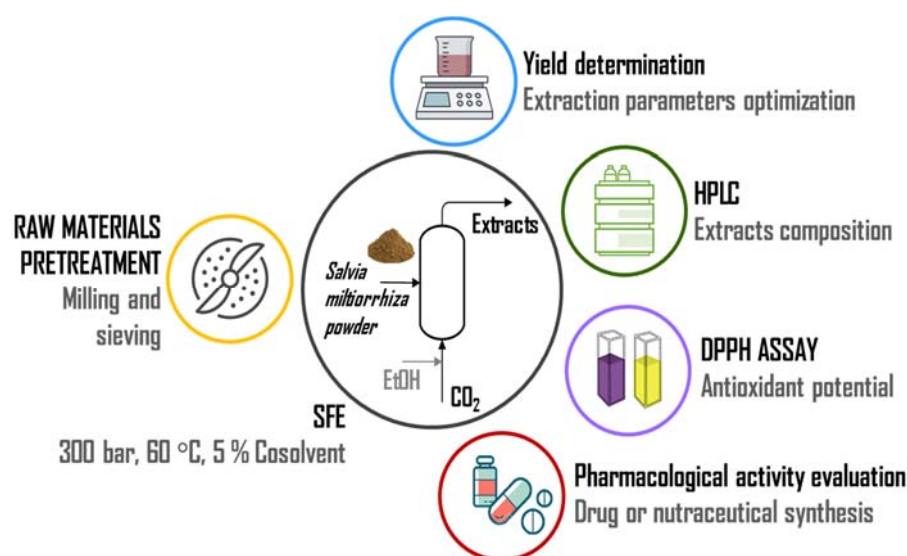 RAW MATERIALS
PRETREATMENT
Milling and
sieving
Salvia
miltiorrhiza
powder
Extracts
EtOH
CO₂
SFE
300 bar, 60 °C, 5 % Cosolvent
Yield determination
Extraction parameters optimization
HPLC
Extracts composition
DPPH ASSAY
Antioxidant potential
Pharmacological activity evaluation
Drug or nutraceutical synthesis